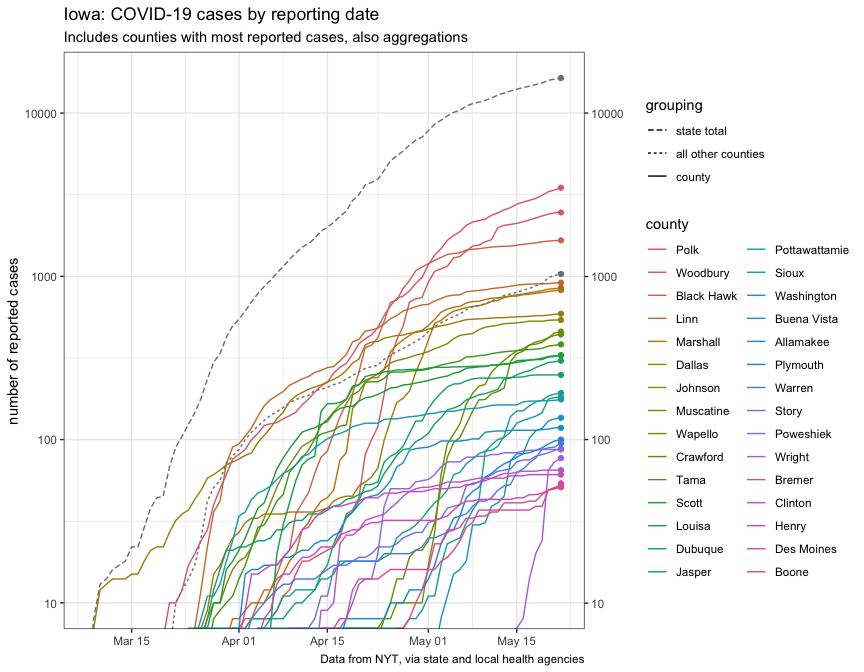 Iowa: COVID-19 cases by reporting date
Includes counties with most reported cases, also aggregations
number of reported cases
10000
1000
100
10
10000
1000
100
10
Mar 15
Apr 01
Apr 15
May 01
May 15
Data from NYT, via state and local health agencies
grouping
state total
all other counties
county
county
Polk
Woodbury
Black Hawk
Linn
Marshall
Dallas
Johnson
Muscatine
Wapello
Crawford
Tama
Scott
Louisa
Dubuque
Jasper
Pottawattamie
Sioux
Washington
Buena Vista
Allamakee
Plymouth
Warren
Story
Poweshiek
Wright
Bremer
Clinton
Henry
Des Moines
Boone